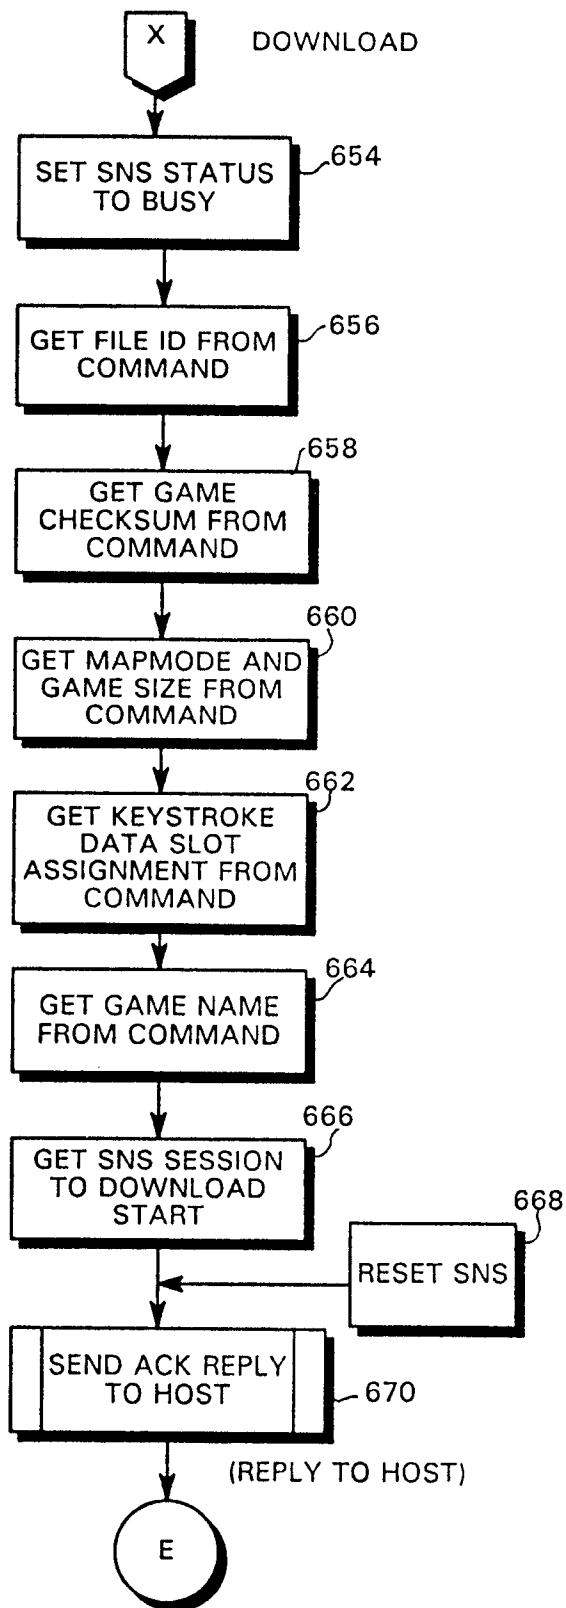 X
DOWNLOAD
SET SNS STATUS
TO BUSY
654
GET FILE ID FROM
COMMAND
656
658
GET GAME
CHECKSUM FROM
COMMAND
660
GET MAPMODE AND
GAME SIZE FROM
COMMAND
662
GET KEYSTROKE
DATA SLOT
ASSIGNMENT FROM
COMMAND
664
GET GAME NAME
FROM COMMAND
666
GET SNS SESSION
TO DOWNLOAD
START
668
RESET SNS
SEND ACK REPLY
TO HOST
670
(REPLY TO HOST)
E